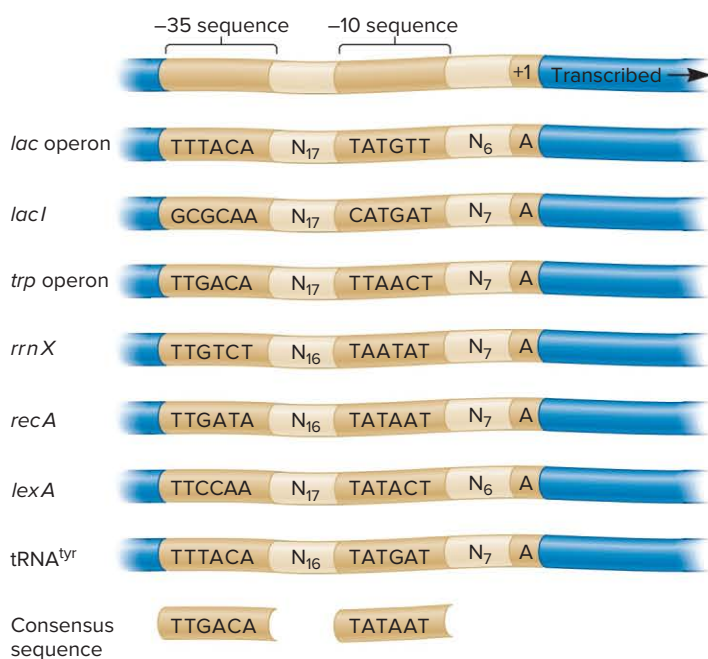 –35 sequence –10 sequence
+1 Transcribed
lac operon TTTACA N17 TATGTT N6 A
lacI GCGCAA N17 CATGAT N7 A
trp operon TTGACA N17 TTAACT N7 A
rrnX TTGTCT N16 TAATAT N7 A
recA TTGATA N16 TATAAT N7 A
lexA TTCCAA N17 TATACT N6 A
tRNAtyr TTTACA N16 TATGAT N7 A
Consensus TTGACA TATAAT
sequence